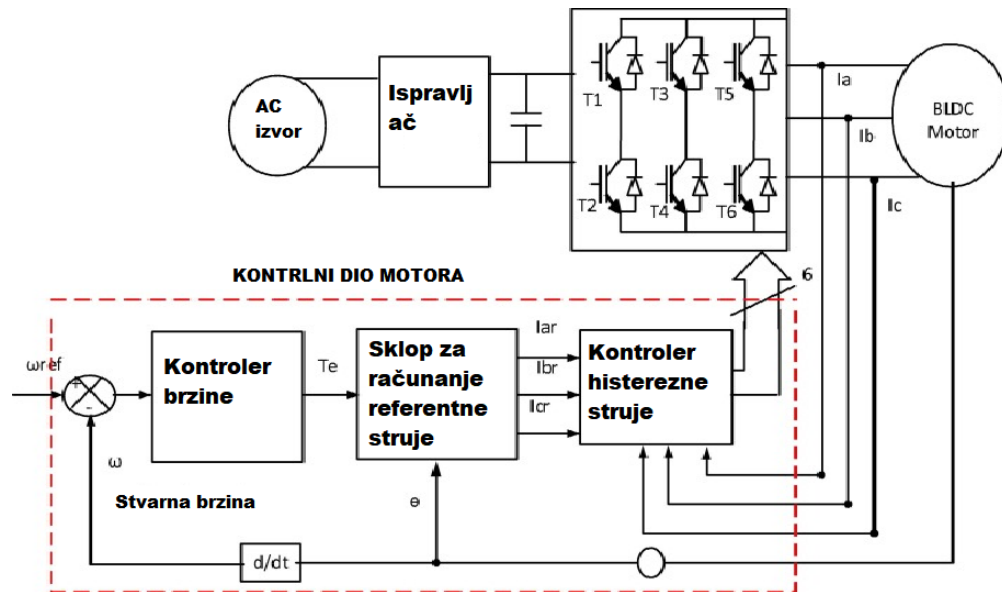 AC
izvor
Ispravlj
ač
T1
T3
T5
T2
T4
T6
Ia
Ib
Ic
BLDC
Motor
KONTRLNI DIO MOTORA
6
ωref
+
-
Kontroler
brzine
Te
Sklop za
računanje
referentne
struje
Iar
Ibr
Icr
Kontroler
histerezne
struje
ω
Stvarna brzina
d/dt